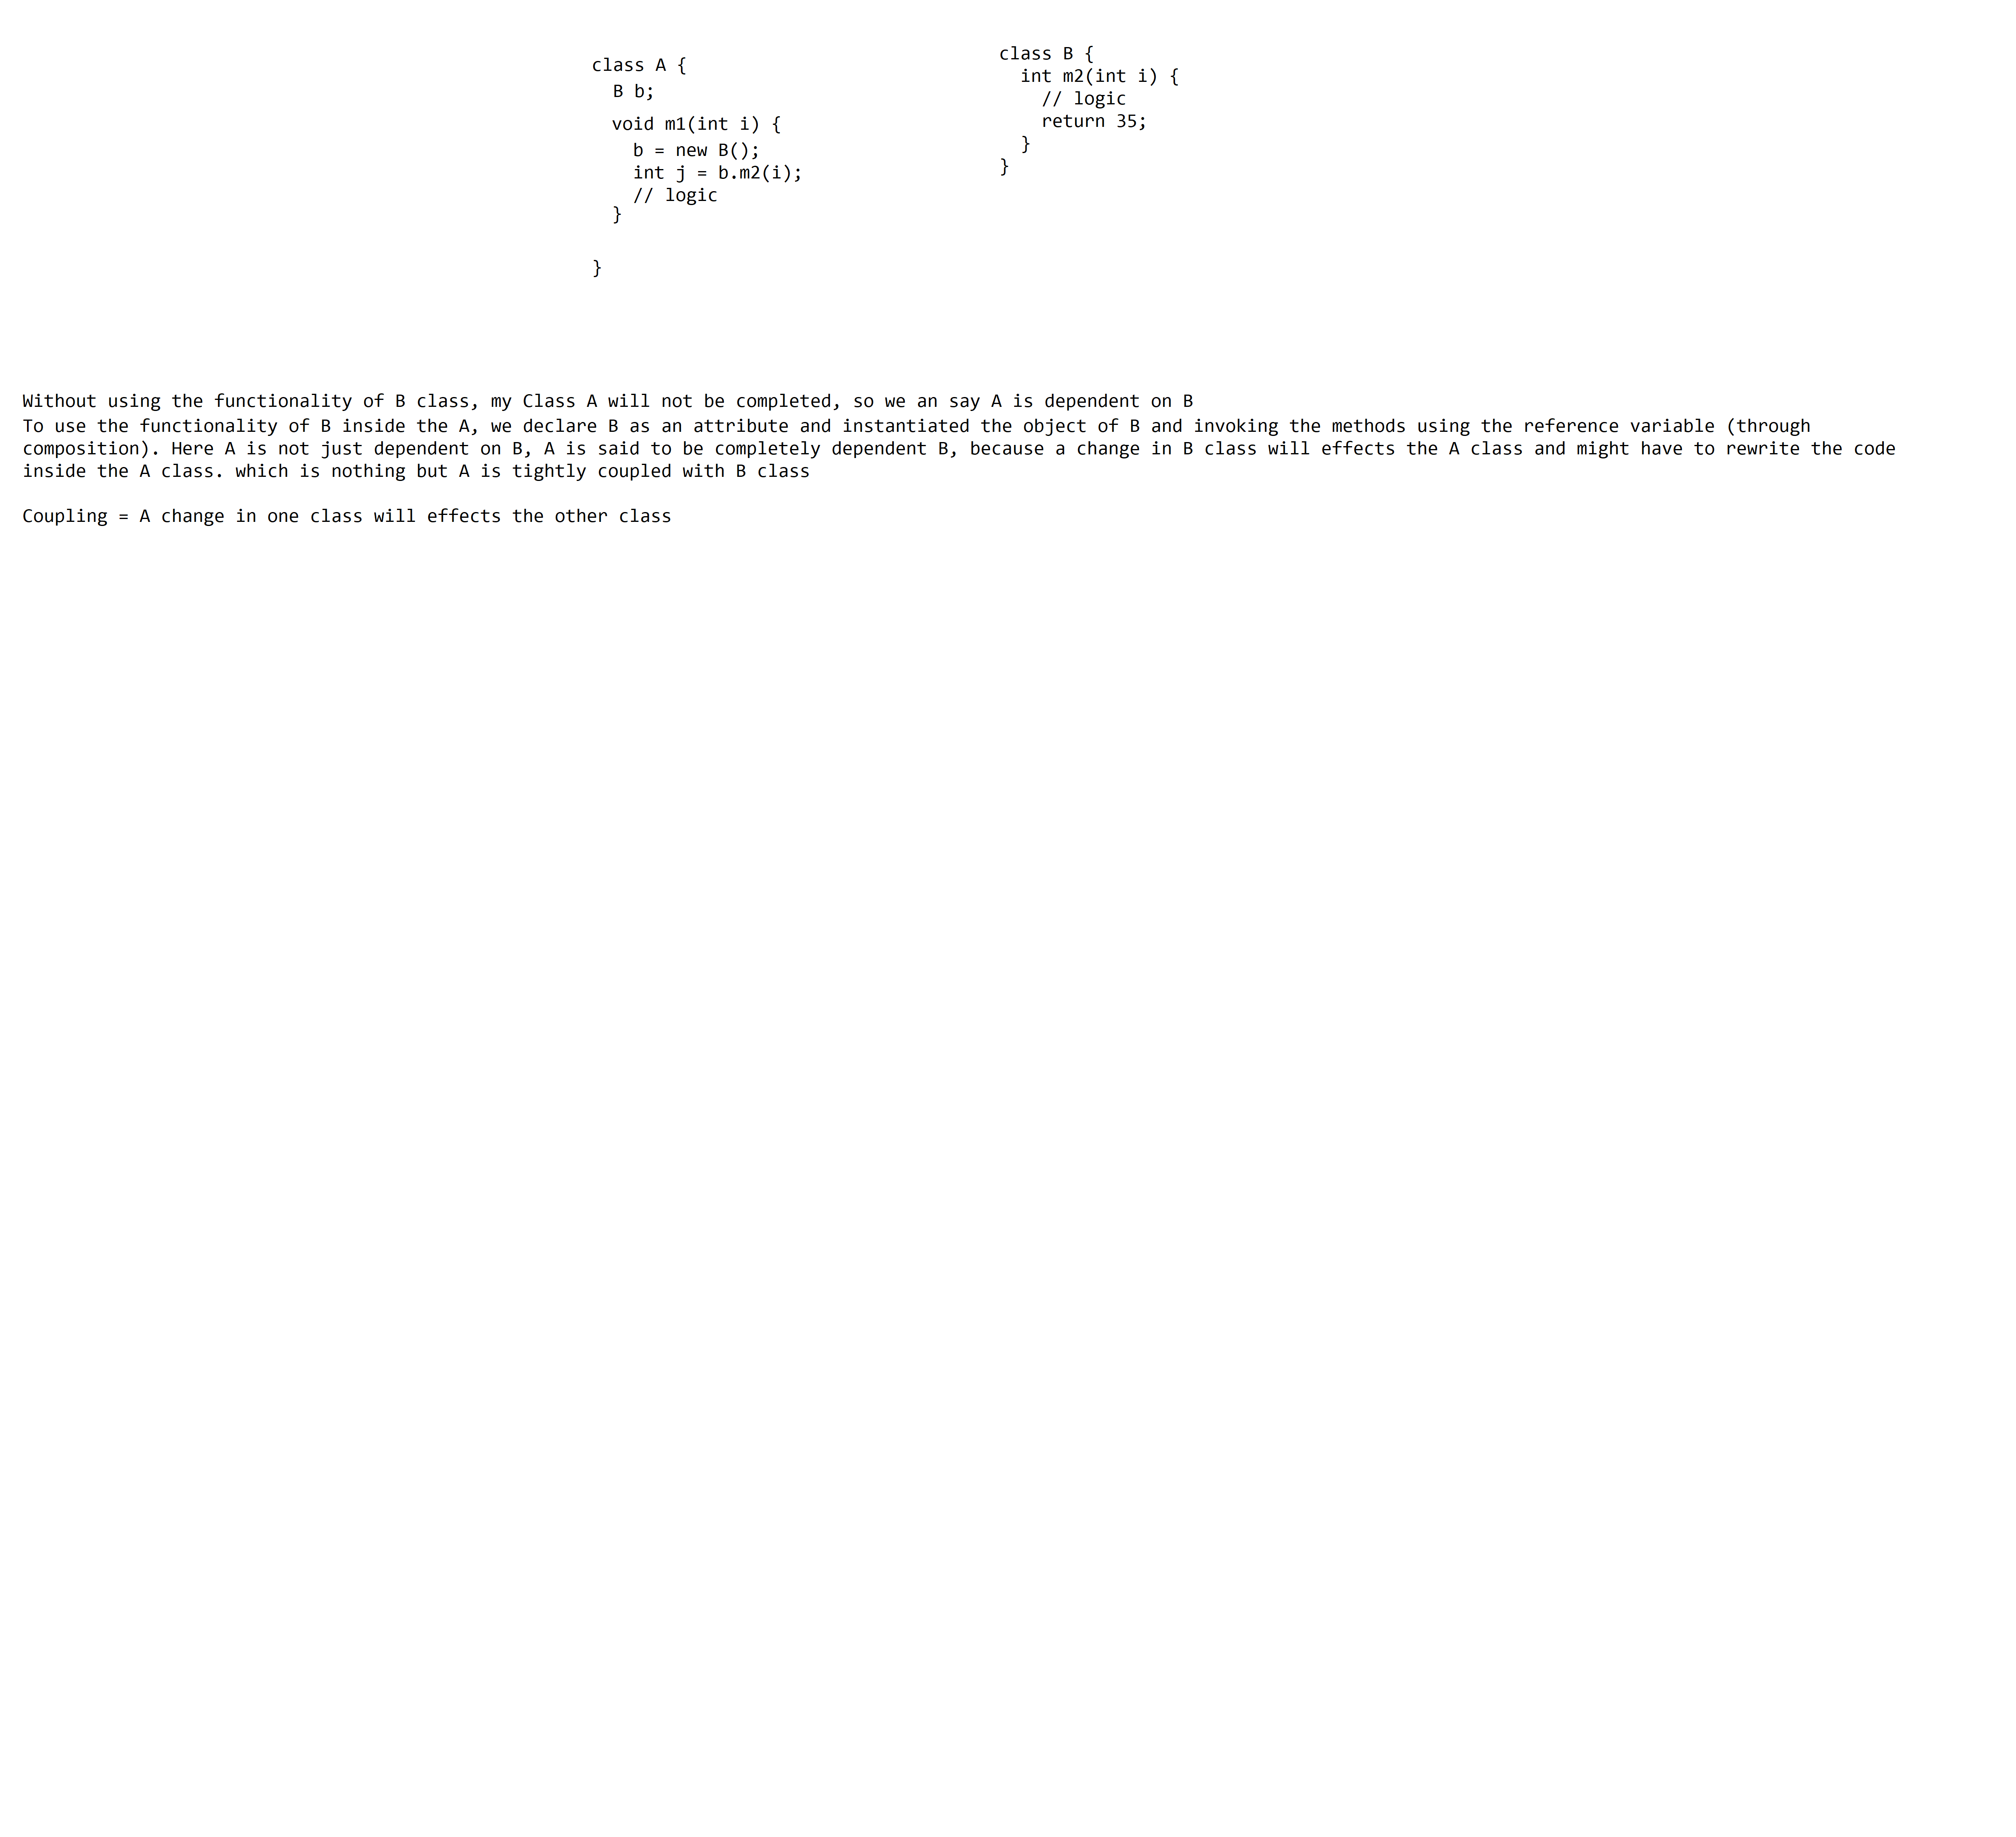 class A {
  B b;
  void m1(int i) {
    b = new B();
    int j = b.m2(i);
    // logic
  }
}
class B {
  int m2(int i) {
    // logic
    return 35;
  }
}
Without using the functionality of B class, my Class A will not be completed, so we an say A is dependent on B
To use the functionality of B inside the A, we declare B as an attribute and instantiated the object of B and invoking the methods using the reference variable (through
composition). Here A is not just dependent on B, A is said to be completely dependent B, because a change in B class will effects the A class and might have to rewrite the code
inside the A class. which is nothing but A is tightly coupled with B class
Coupling = A change in one class will effects the other class